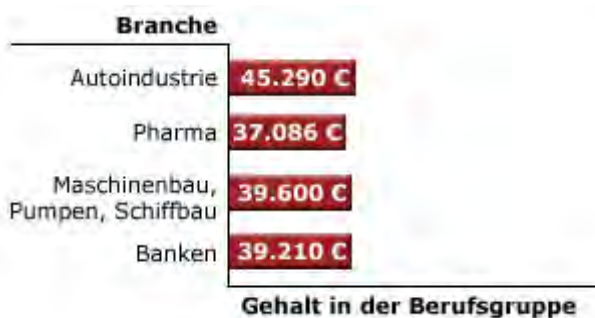 Branche
Autoindustrie 45.290 €
Pharma 37.086 €
Maschinenbau,
Pumpen, Schiffbau 39.600 €
Banken 39.210 €
Gehalt in der Berufsgruppe